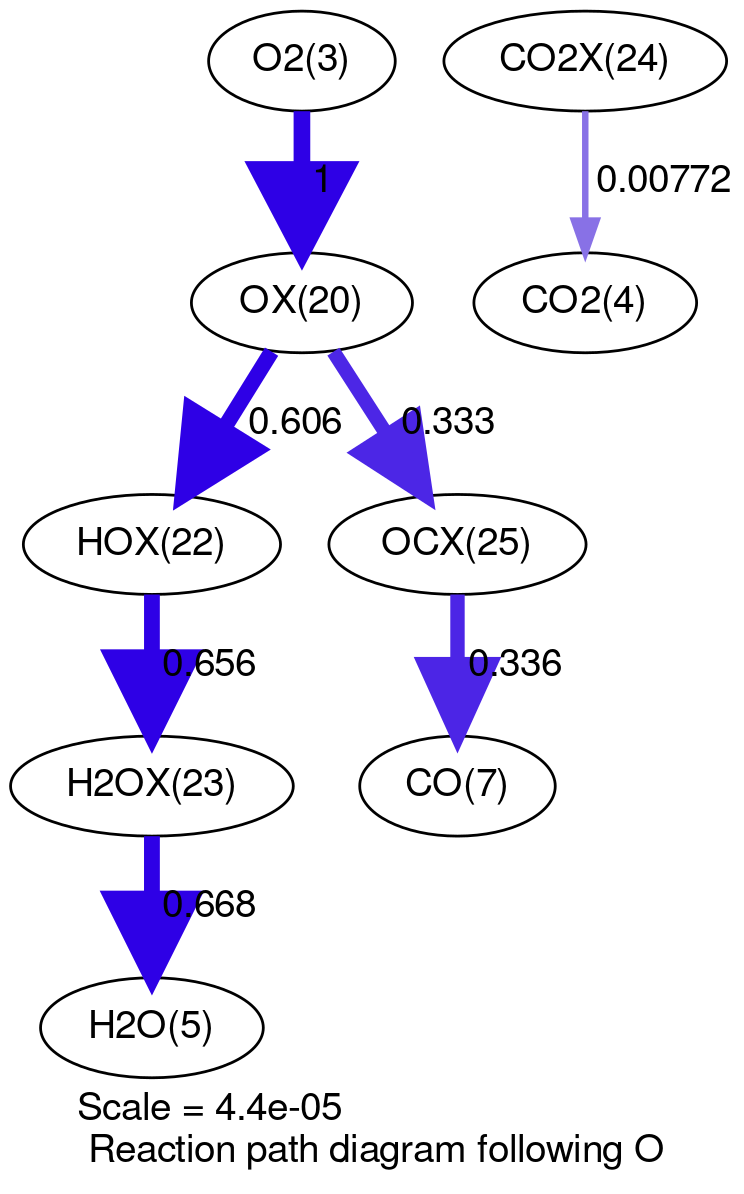 O2(3)
CO2X(24)
1
0.00772
OX(20)
CO2(4)
0.606
0.333
HOX(22)
OCX(25)
0.656
0.336
H2OX(23)
CO(7)
0.668
H2O(5)
Scale = 4.4e-05
Reaction path diagram following O